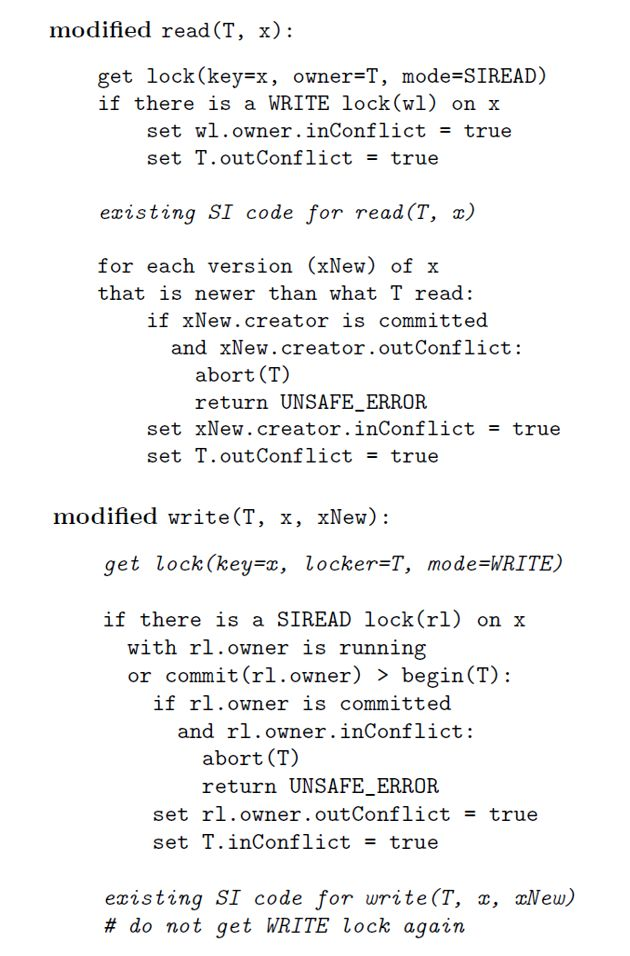 modified read(T, x):
get lock(key=x, owner=T, mode=SIREAD)
if there is a WRITE lock(wl) on x
set wl.owner.inConflict = true
set T.outConflict = true
existing SI code for read(T, x)
for each version (xNew) of x
that is newer than what T read:
if xNew.creator is committed
and xNew.creator.outConflict:
abort(T)
return UNSAFE_ERROR
set xNew.creator.inConflict = true
set T.outConflict = true
modified write(T, x, xNew):
get lock(key=x, locker=T, mode=WRITE)
if there is a SIREAD lock(rl) on x
with rl.owner is running
or commit(rl.owner) > begin(T):
if rl.owner is committed
and rl.owner.inConflict:
abort(T)
return UNSAFE_ERROR
set rl.owner.outConflict = true
set T.inConflict = true
existing SI code for write(T, x, xNew)
# do not get WRITE lock again